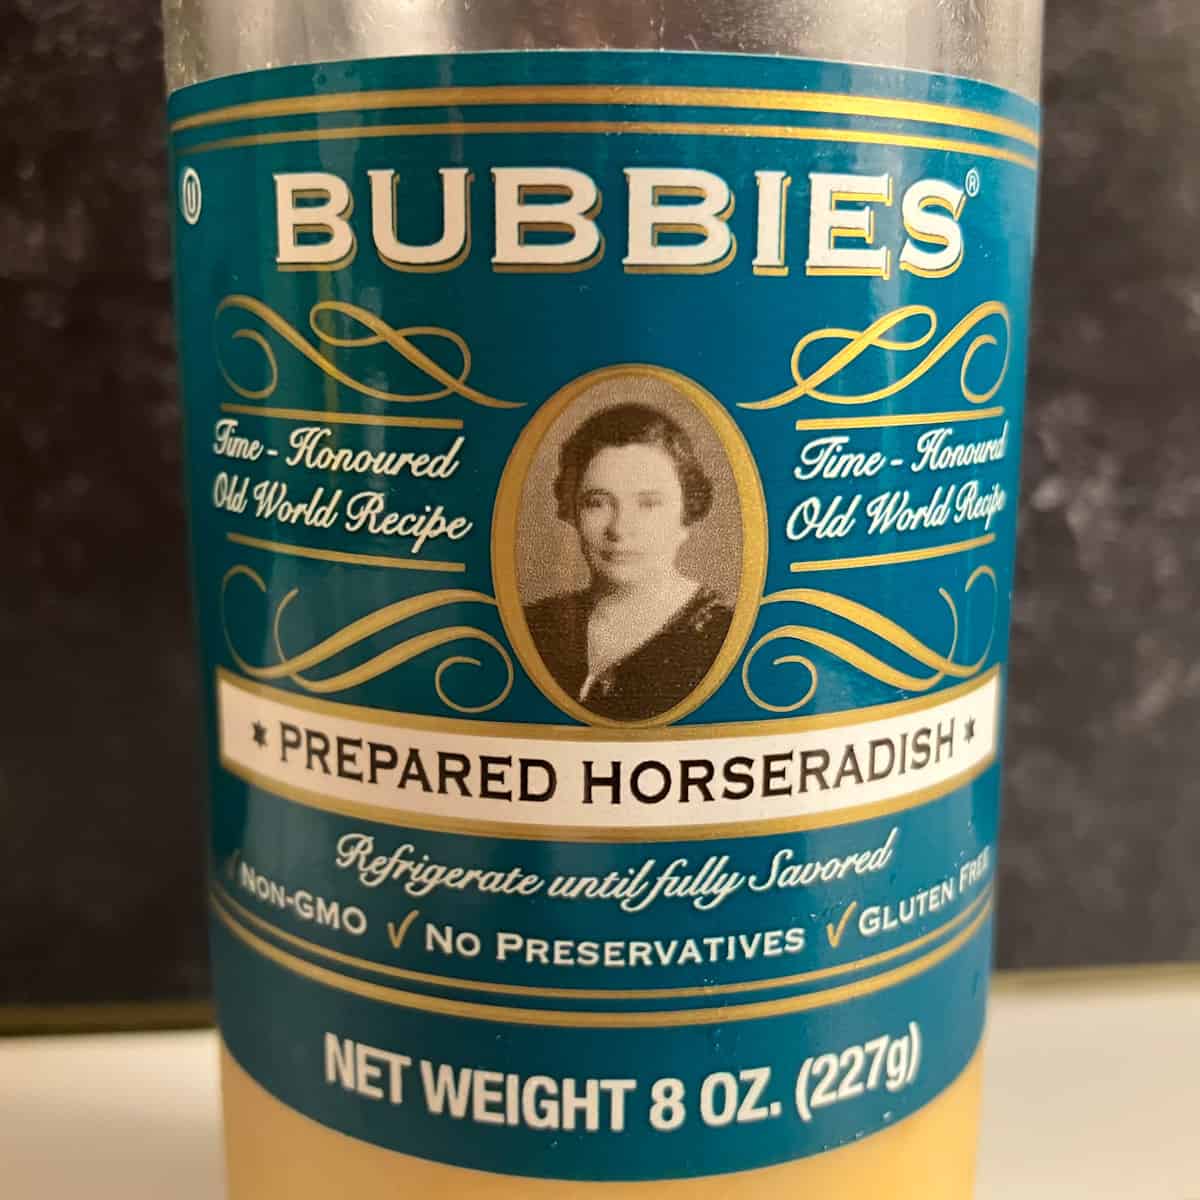 BUBBIES®
U
Time - Honoured
Old World Recipe
Time - Honoured
Old World Recipe
* PREPARED HORSERADISH *
Refrigerate until fully Savored
✓ NON-GMO ✓ NO PRESERVATIVES ✓ GLUTEN FREE
NET WEIGHT 8 OZ. (227g)